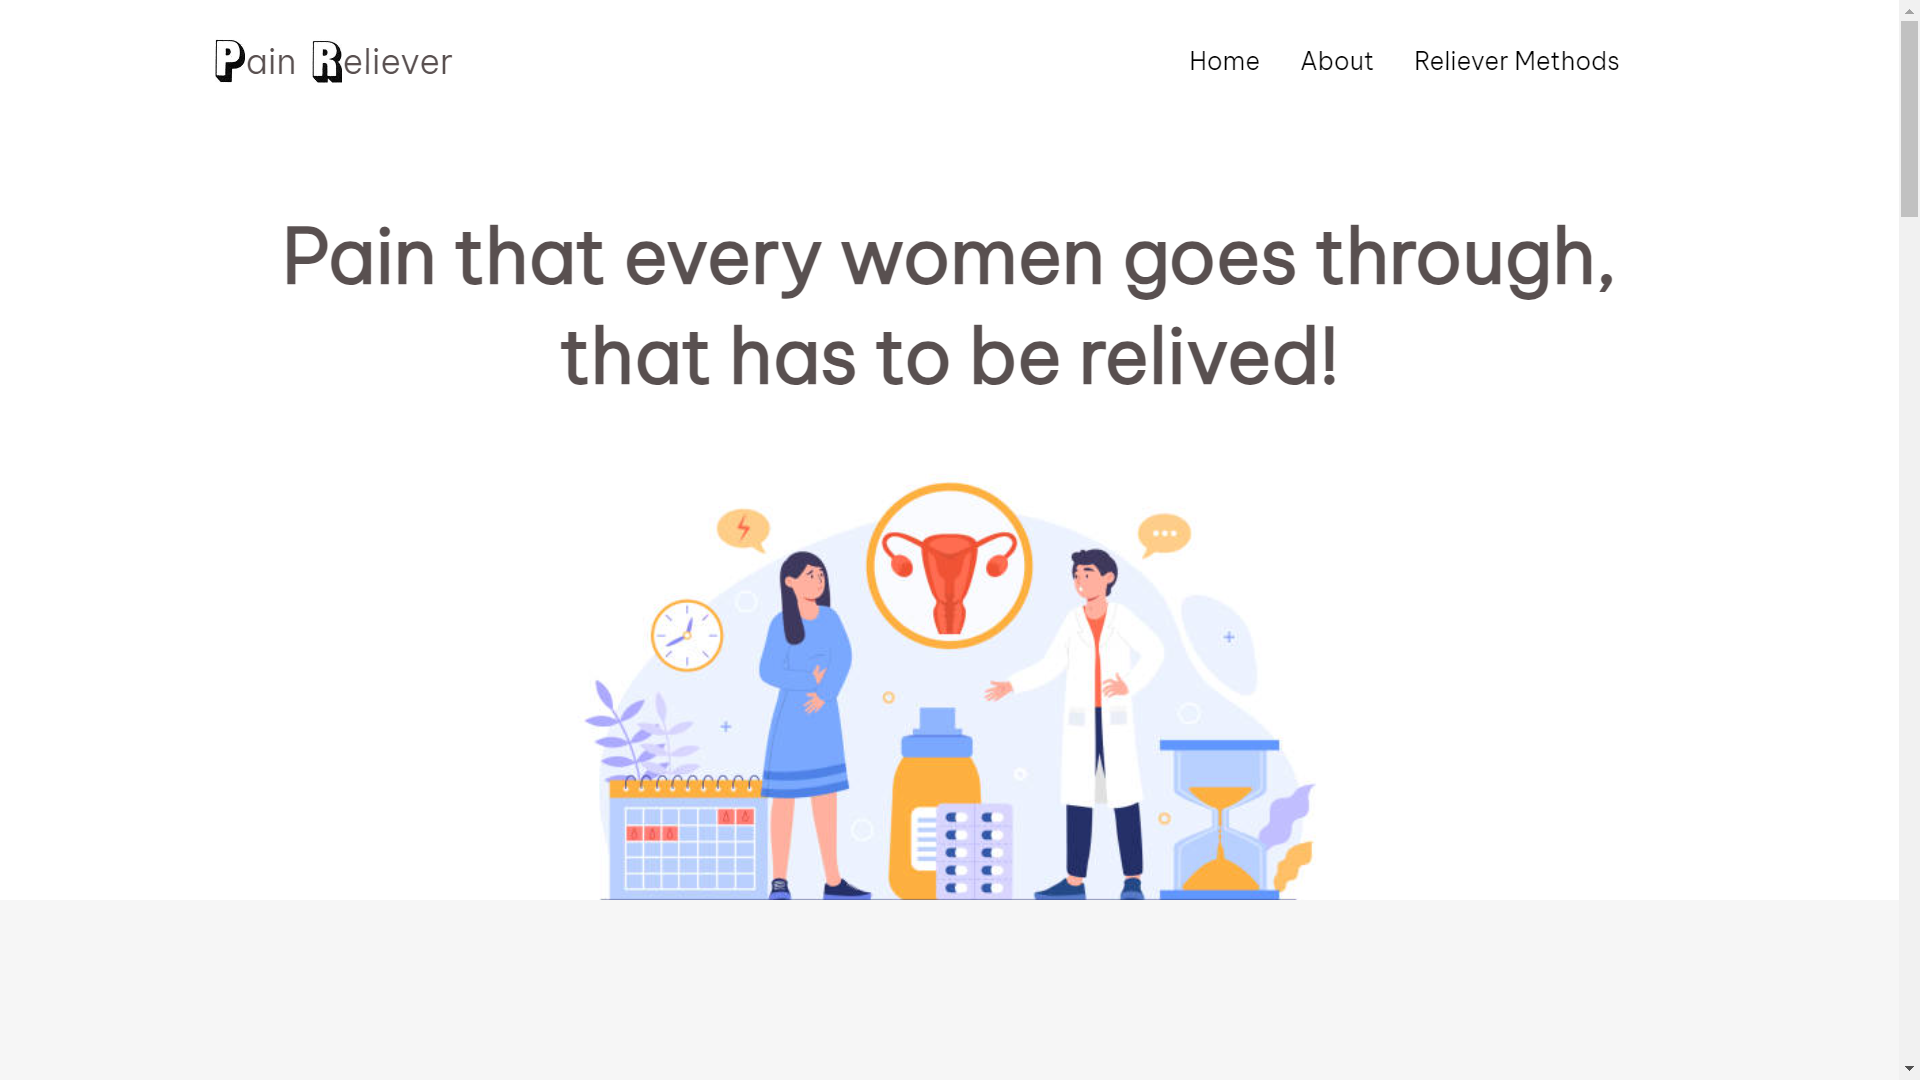 Pain Reliever
Home About Reliever Methods
Pain that every women goes through,
that has to be relived!